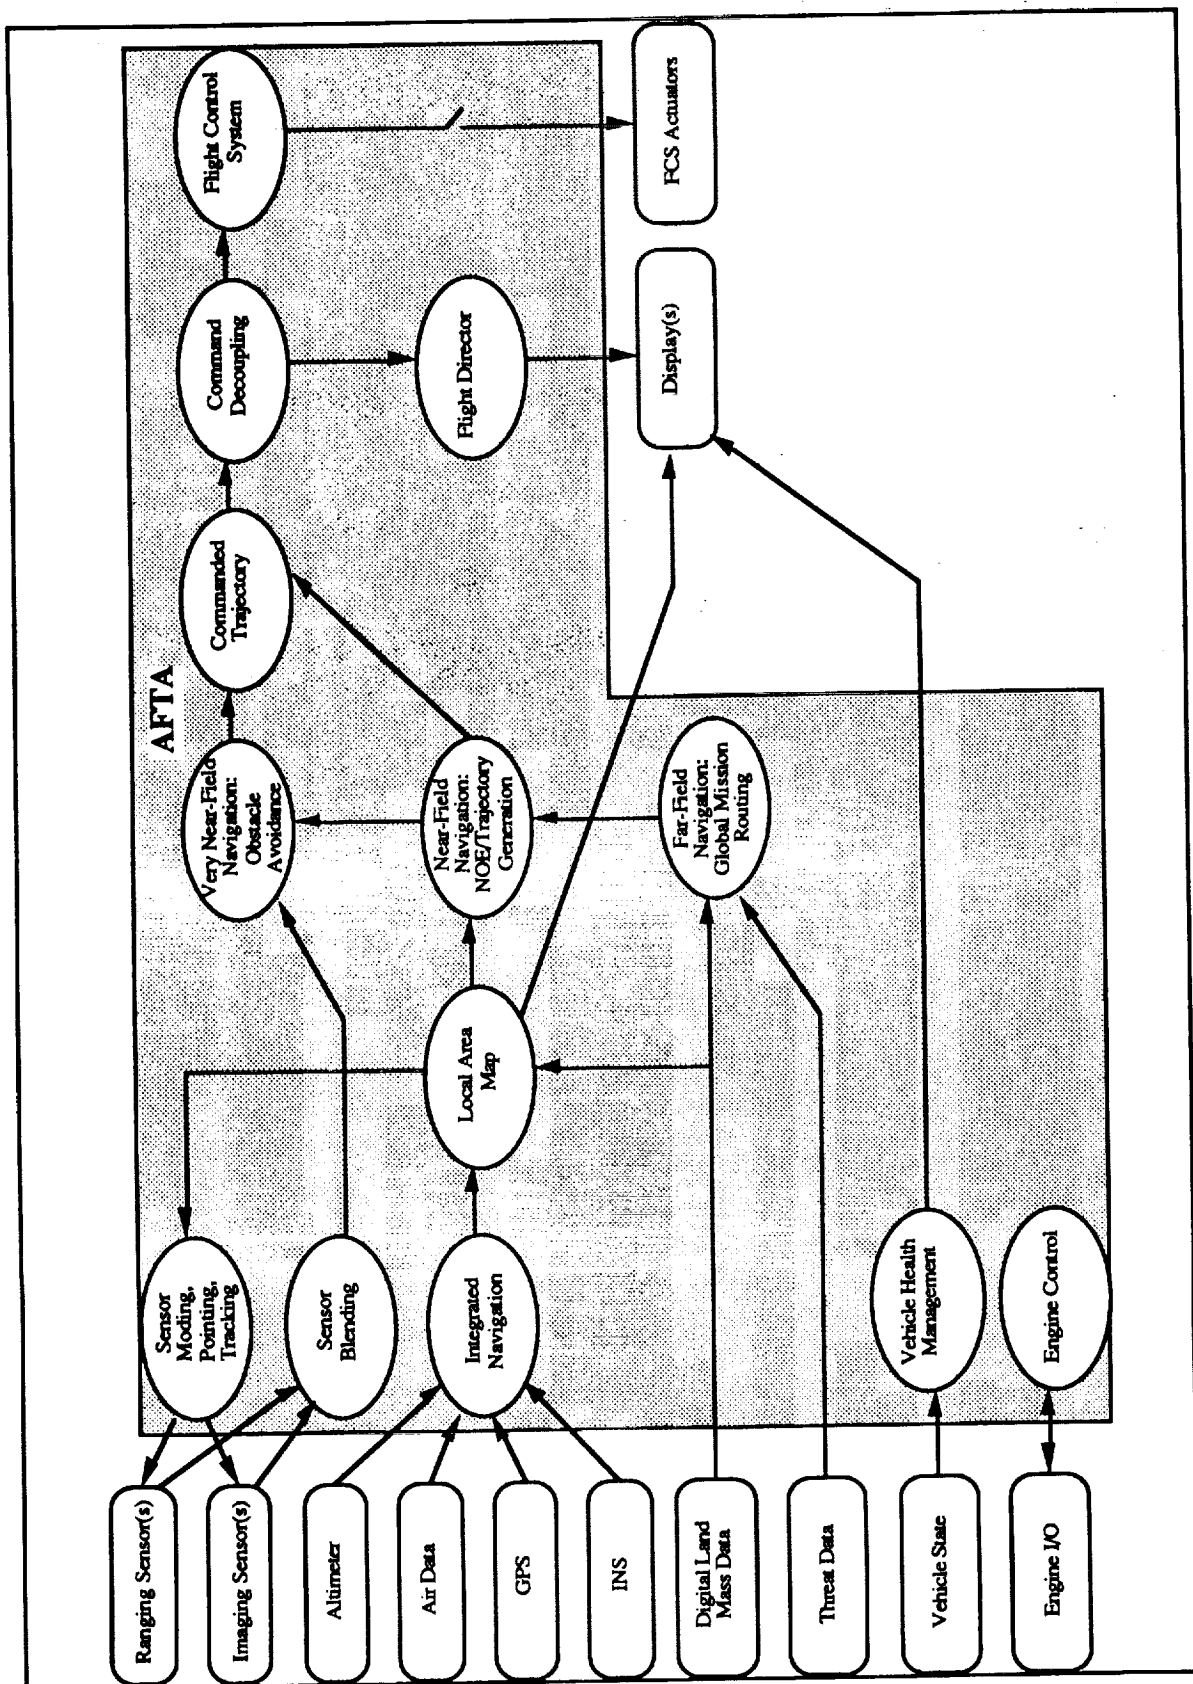 AFTA
Ranging Sensor(s)
Imaging Sensor(s)
Altimeter
Air Data
GPS
INS
Digital Land
Mass Data
Threat Data
Vehicle State
Engine I/O
Sensor
Moding,
Pointing,
Tracking
Sensor
Blending
Integrated
Navigation
Vehicle Health
Management
Engine Control
Local Area
Map
Very Near-Field
Navigation:
Obstacle
Avoidance
Near-Field
Navigation:
NOE/Trajectory
Generation
Far-Field
Navigation:
Global Mission
Routing
Commanded
Trajectory
Command
Decoupling
Flight Director
Flight Control
System
Display(s)
FCS Actuators